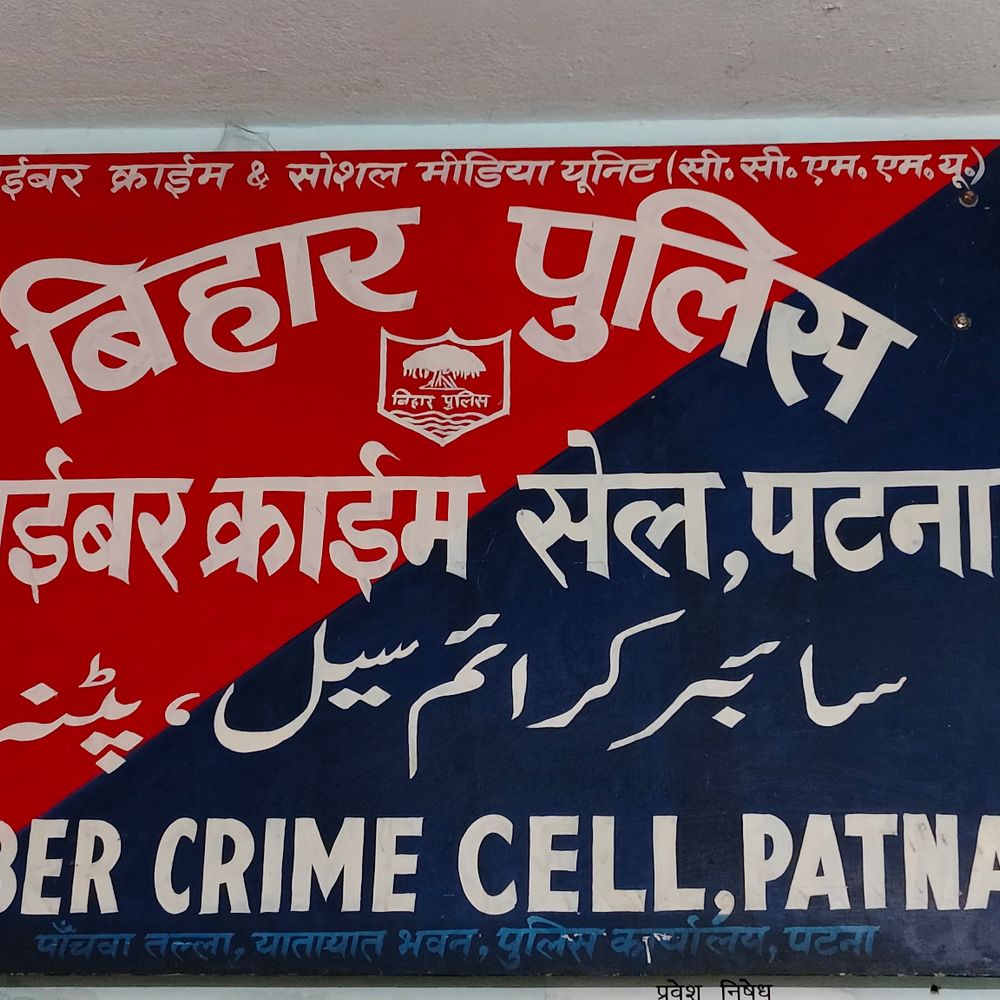 ाईबर क्राईम & सोशल मीडिया यूनिट (सी. सी. एम. एम. यू.)
बिहार पुलिस
बिहार पुलिस
ाईबर क्राईम सेल, पटना
سائبر کرائم سیل، پٹنہ
BER CRIME CELL, PATNA
पाँचवा तल्ला, यातायात भवन, पुलिस कार्यालय, पटना
प्रवेश निषेध